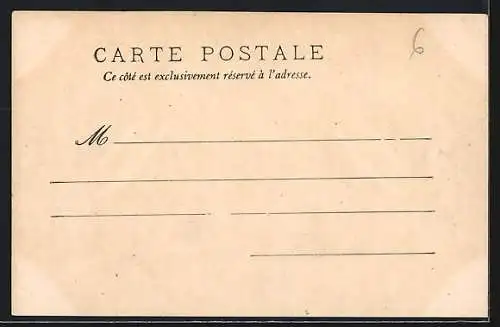 CARTE POSTALE
6
Ce côté est exclusivement réservé à l'adresse.
M